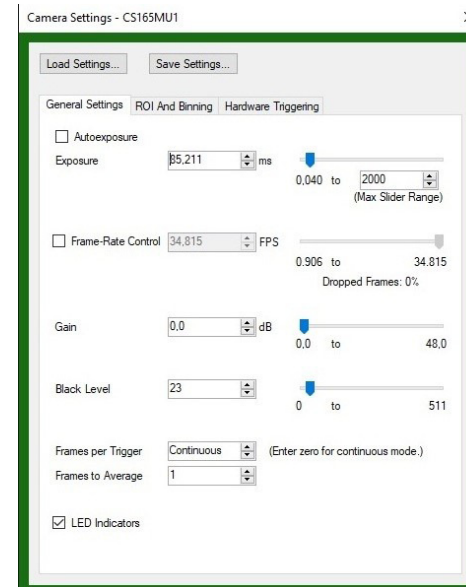 Camera Settings - CS165MU1
Load Settings... Save Settings...
General Settings ROI And Binning Hardware Triggering
Autoexposure
Exposure 85,211 ms
0,040 to 2000
(Max Slider Range)
Frame-Rate Control 34,815 FPS
0.906 to 34.815
Dropped Frames: 0%
Gain 0,0 dB
0,0 to 48,0
Black Level 23
0 to 511
Frames per Trigger Continuous (Enter zero for continuous mode.)
Frames to Average 1
LED Indicators